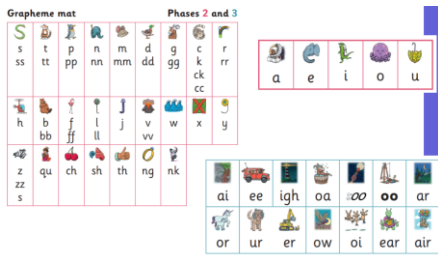 Grapheme mat Phases 2 and 3
s t p n m d g c r
ss tt pp nn mm dd gg k rr
ck
cc
h b f l j v w x y
bb ff ll vv
z qu ch sh th ng nk
zz
s
a e i o u
ai ee igh oa oo oo ar
or ur er ow oi ear air